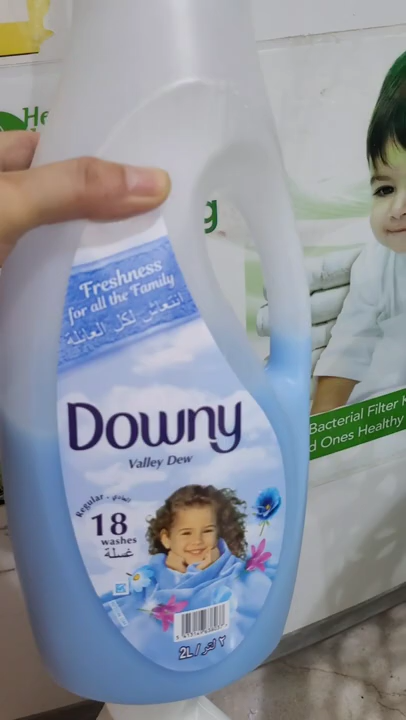 He
g
Freshness
for all the Family
انتعاش لكل العائلة
Downy
Valley Dew
Regular - العادي
18
washes
غسلة
2L / لتر ٢
Bacterial Filter
d Ones Healthy